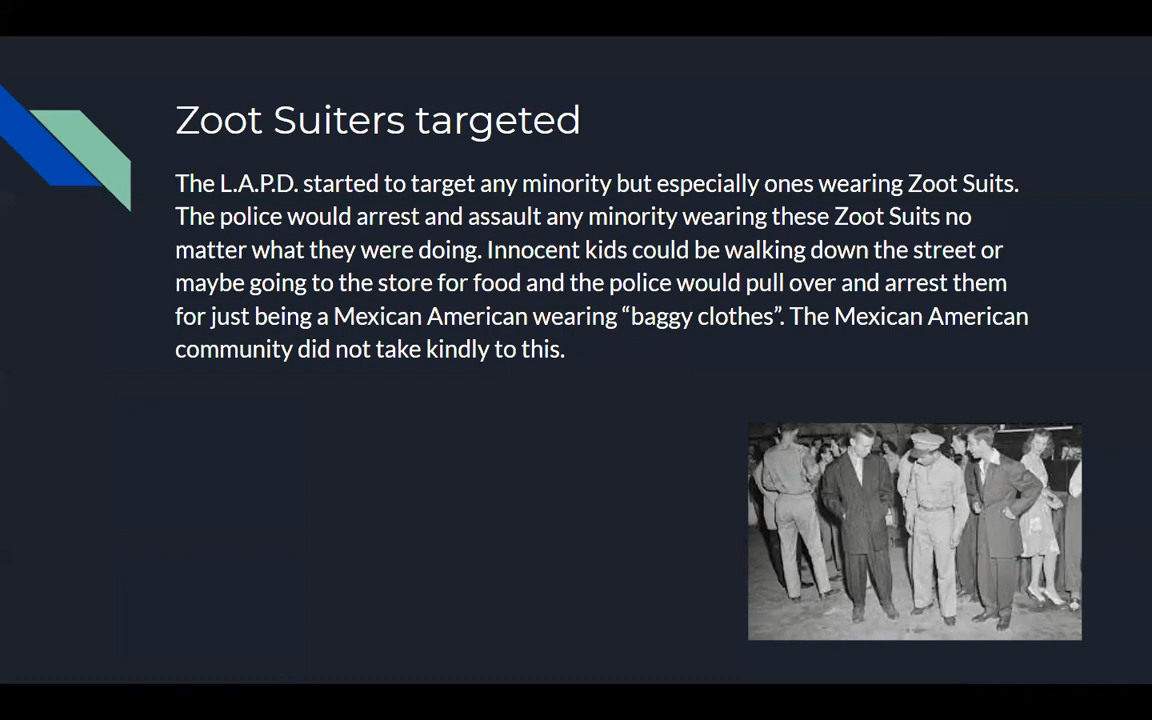 Zoot Suiters targeted
The L.A.P.D. started to target any minority but especially ones wearing Zoot Suits.
The police would arrest and assault any minority wearing these Zoot Suits no
matter what they were doing. Innocent kids could be walking down the street or
maybe going to the store for food and the police would pull over and arrest them
for just being a Mexican American wearing “baggy clothes”. The Mexican American
community did not take kindly to this.